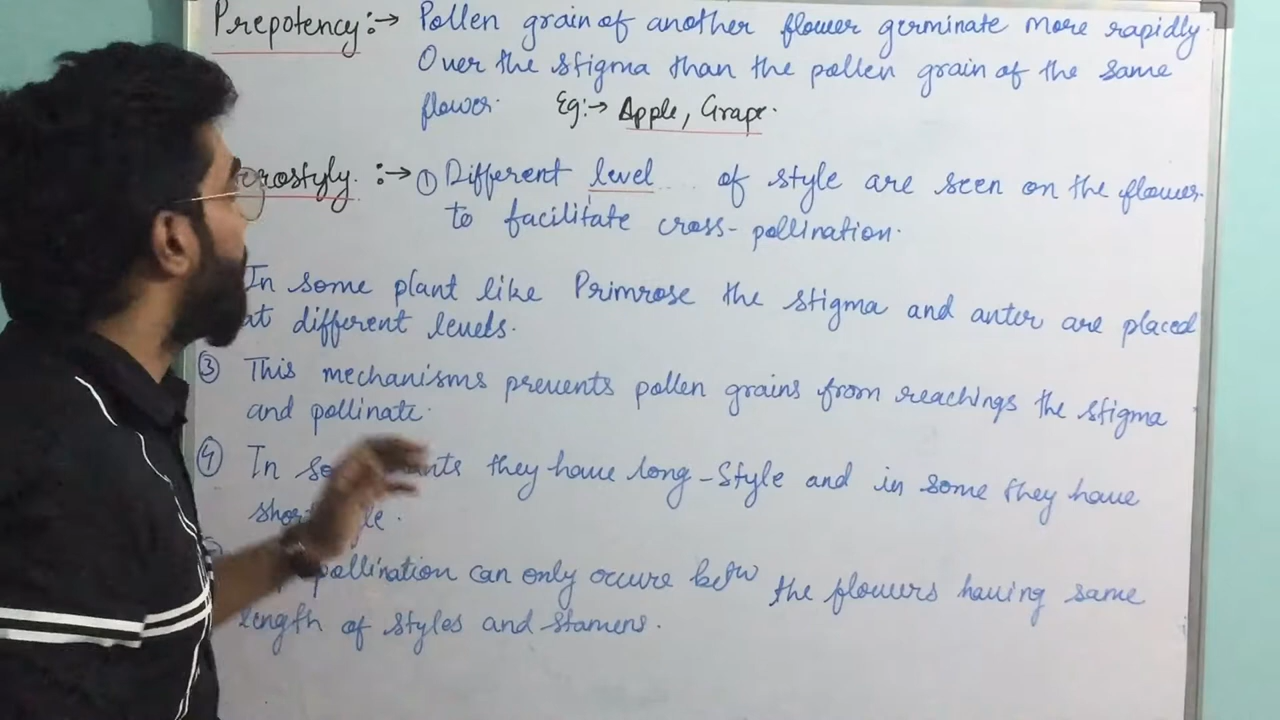 Prepotency :→ Pollen grain of another flower germinate more rapidly.
Over the stigma than the pollen grain of the same
flower. Eg:→ Apple, Grape.
rostyly. :→ ① Different level of style are seen on the flower.
to facilitate cross-pollination.
In some plant like Primrose the stigma and anter are placed
at different levels.
③ This mechanisms prevents pollen grains from reachings the stigma
and pollinate.
④ In they have long-style and in some they have
short
pollination can only occure betw the flowers having same
length of styles and stamens.